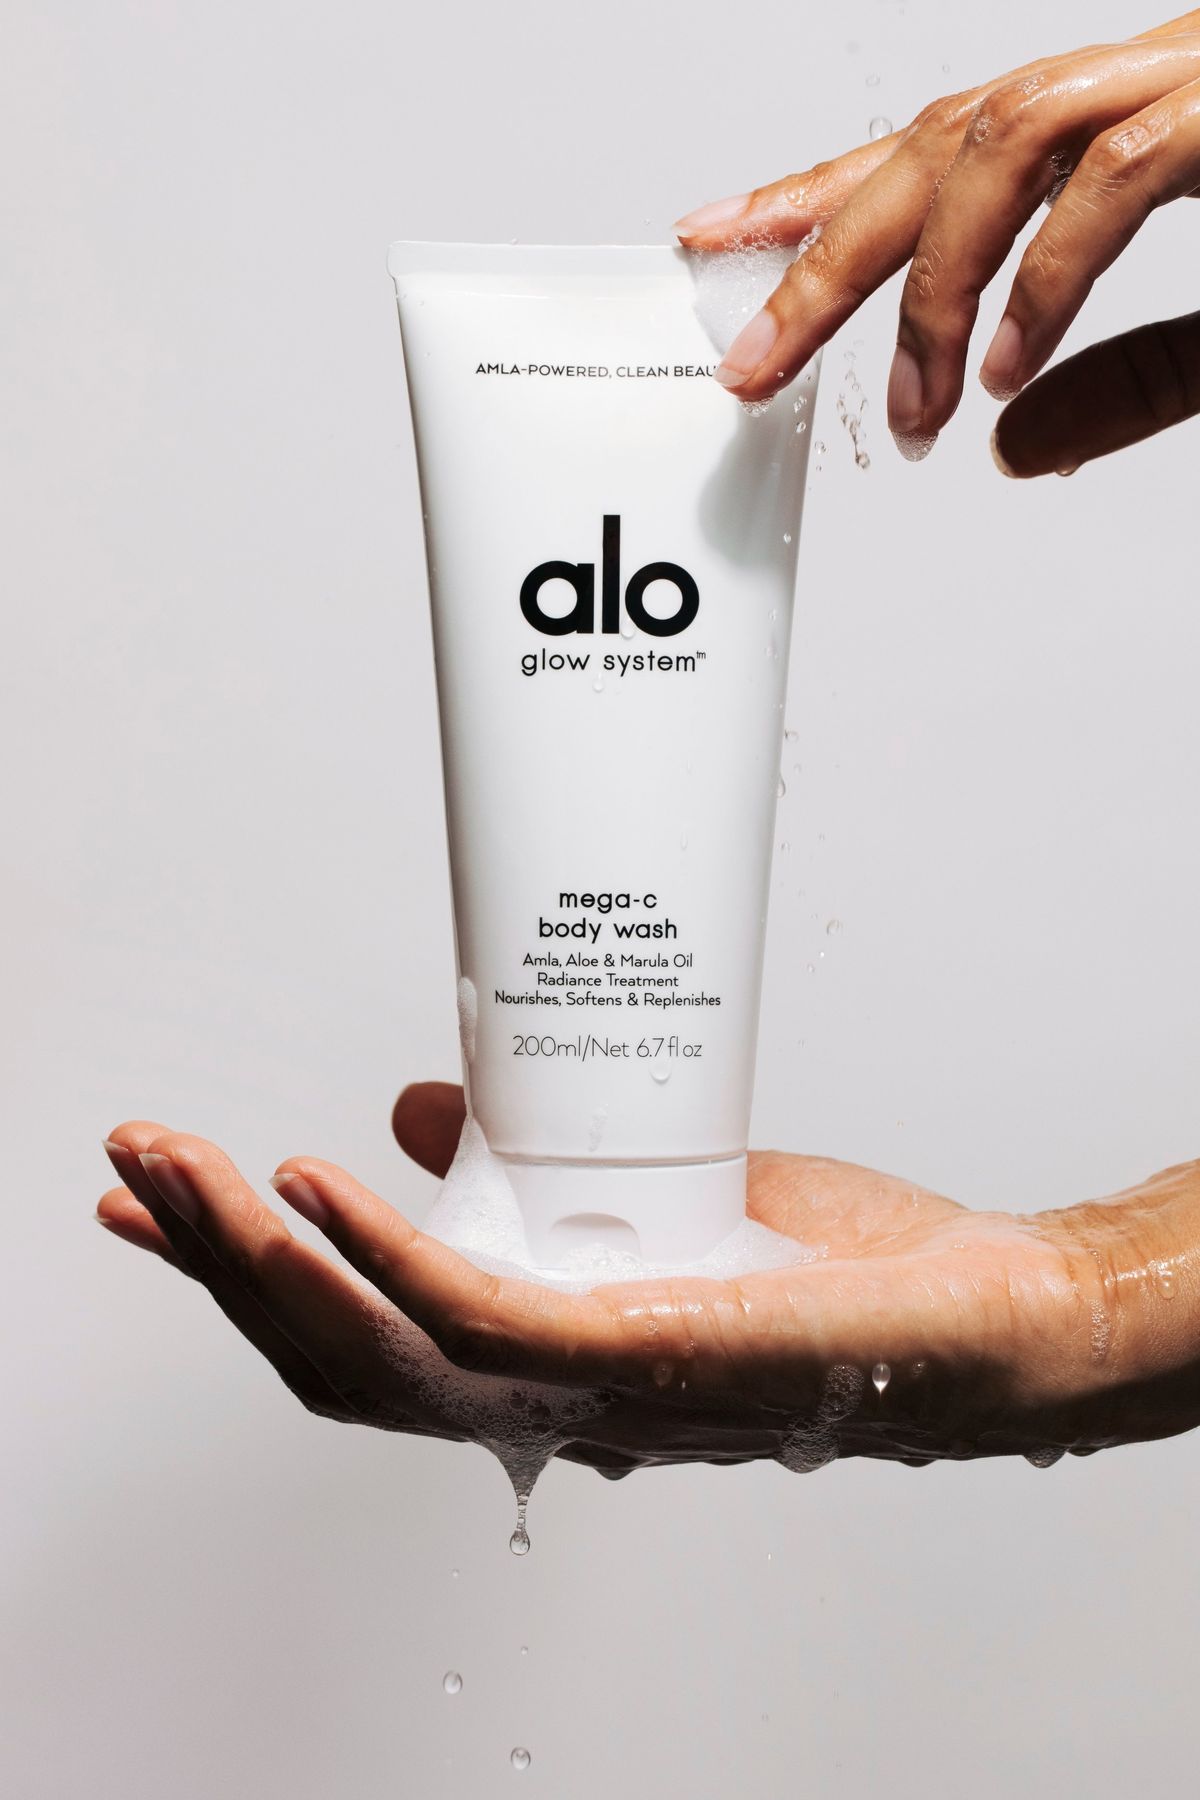 AMLA-POWERED, CLEAN BEAU
alo
glow system™
mega-c
body wash
Amla, Aloe & Marula Oil
Radiance Treatment
Nourishes, Softens & Replenishes
200ml/Net 6.7 fl oz